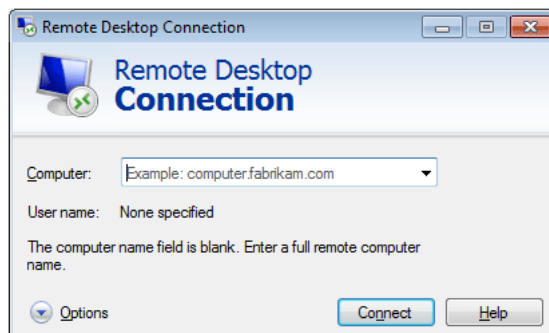 Remote Desktop Connection
Remote Desktop
Connection
Computer: Example: computer.fabrikam.com
User name: None specified
The computer name field is blank. Enter a full remote computer
name.
Options Connect Help